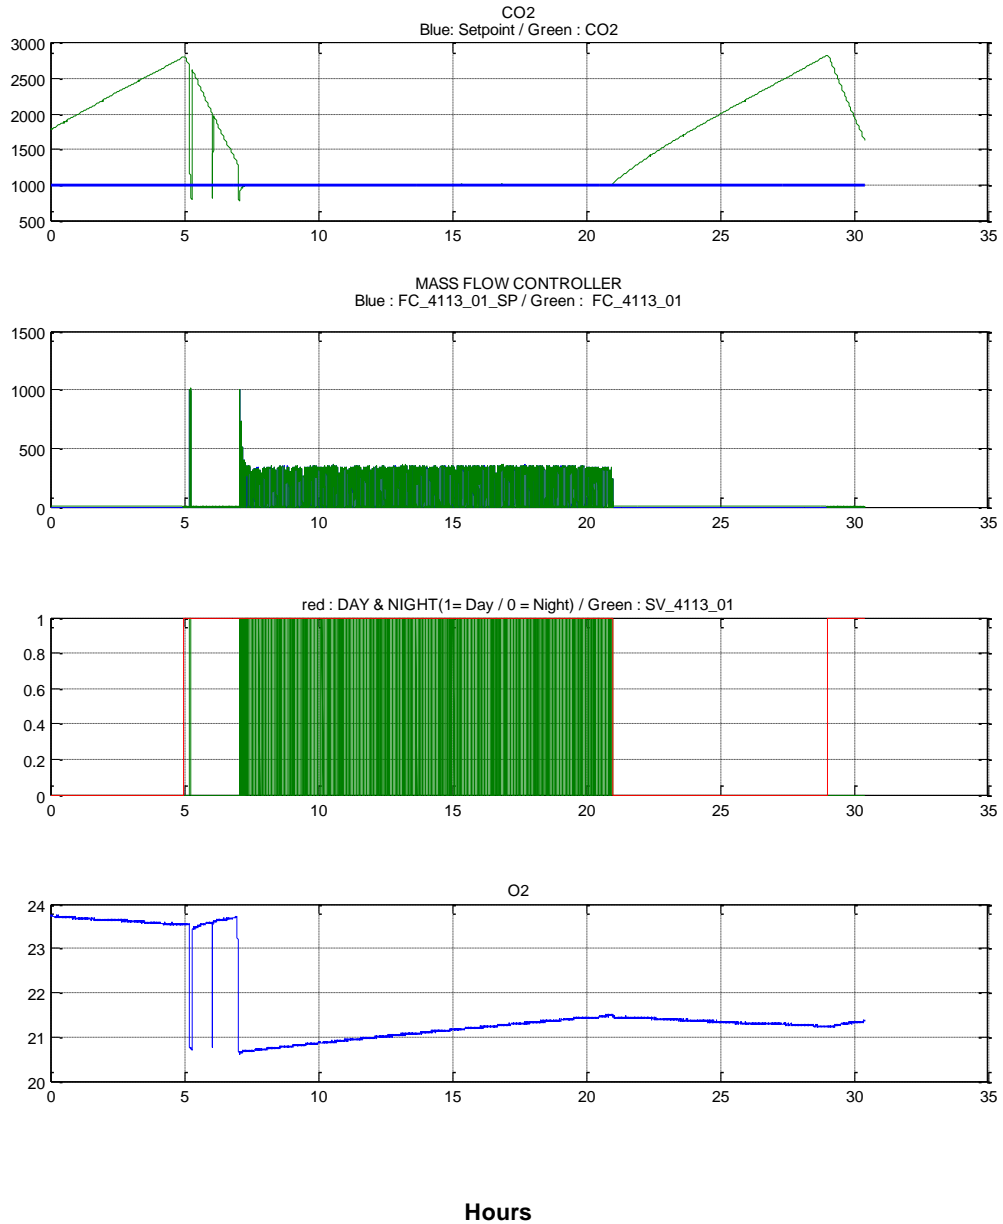 CO2
Blue: Setpoint / Green : CO2
3000
2500
2000
1500
1000
500
0 5 10 15 20 25 30 35
MASS FLOW CONTROLLER
Blue : FC_4113_01_SP / Green : FC_4113_01
1500
1000
500
0
0 5 10 15 20 25 30 35
red : DAY & NIGHT(1= Day / 0 = Night) / Green : SV_4113_01
1
0.8
0.6
0.4
0.2
0
0 5 10 15 20 25 30 35
O2
24
23
22
21
20
0 5 10 15 20 25 30 35
Hours